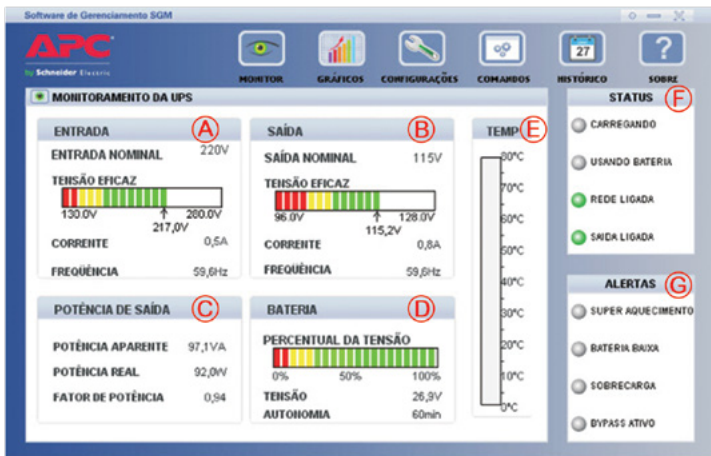 Software de Gerenciamento SGM
APC
by Schneider Electric
MONITOR
GRÁFICOS
CONFIGURAÇÕES
COMANDOS
27
HISTÓRICO
?
SOBRE
MONITORAMENTO DA UPS
ENTRADA A
ENTRADA NOMINAL 220V
TENSÃO EFICAZ
130.0V 280.0V
217,0V
CORRENTE 0,5A
FREQÜÊNCIA 59,6Hz
SAÍDA B
SAÍDA NOMINAL 115V
TENSÃO EFICAZ
96.0V 128.0V
115,2V
CORRENTE 0,8A
FREQÜÊNCIA 59,6Hz
POTÊNCIA DE SAÍDA C
POTÊNCIA APARENTE 97,1VA
POTÊNCIA REAL 92,0W
FATOR DE POTÊNCIA 0,94
BATERIA D
PERCENTUAL DA TENSÃO
0% 50% 100%
TENSÃO 26,9V
AUTONOMIA 60min
TEMP E
80°C
70°C
60°C
50°C
40°C
30°C
20°C
10°C
0°C
STATUS F
CARREGANDO
USANDO BATERIA
REDE LIGADA
SAIDA LIGADA
ALERTAS G
SUPER AQUECIMENTO
BATERIA BAIXA
SOBRECARGA
BYPASS ATIVO